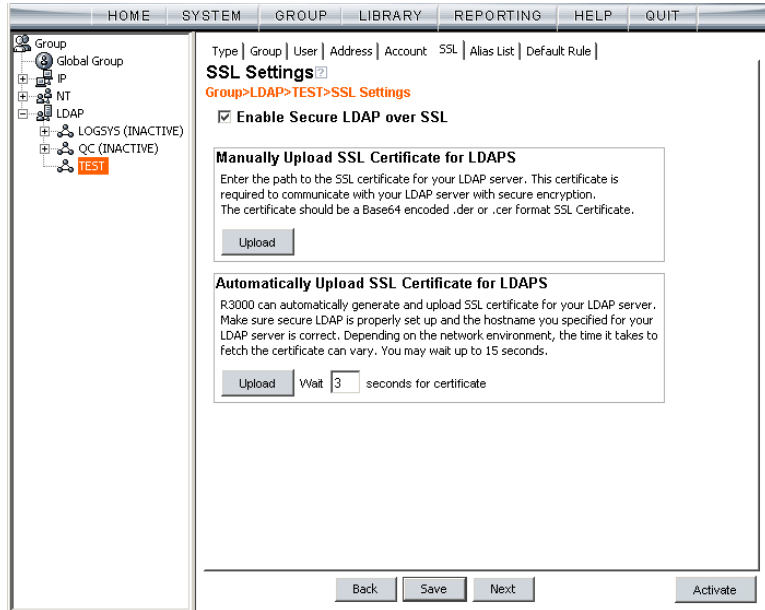 HOME SYSTEM GROUP LIBRARY REPORTING HELP QUIT
Group
Global Group
IP
NT
LDAP
LOGSYS (INACTIVE)
QC (INACTIVE)
TEST
Type | Group | User | Address | Account SSL | Alias List | Default Rule |
SSL Settings ?
Group>LDAP>TEST>SSL Settings
Enable Secure LDAP over SSL
Manually Upload SSL Certificate for LDAPS
Enter the path to the SSL certificate for your LDAP server. This certificate is
required to communicate with your LDAP server with secure encryption.
The certificate should be a Base64 encoded .der or .cer format SSL Certificate.
Upload
Automatically Upload SSL Certificate for LDAPS
R3000 can automatically generate and upload SSL certificate for your LDAP server.
Make sure secure LDAP is properly set up and the hostname you specified for your
LDAP server is correct. Depending on the network environment, the time it takes to
fetch the certificate can vary. You may wait up to 15 seconds.
Upload Wait 3 seconds for certificate
Back Save Next Activate